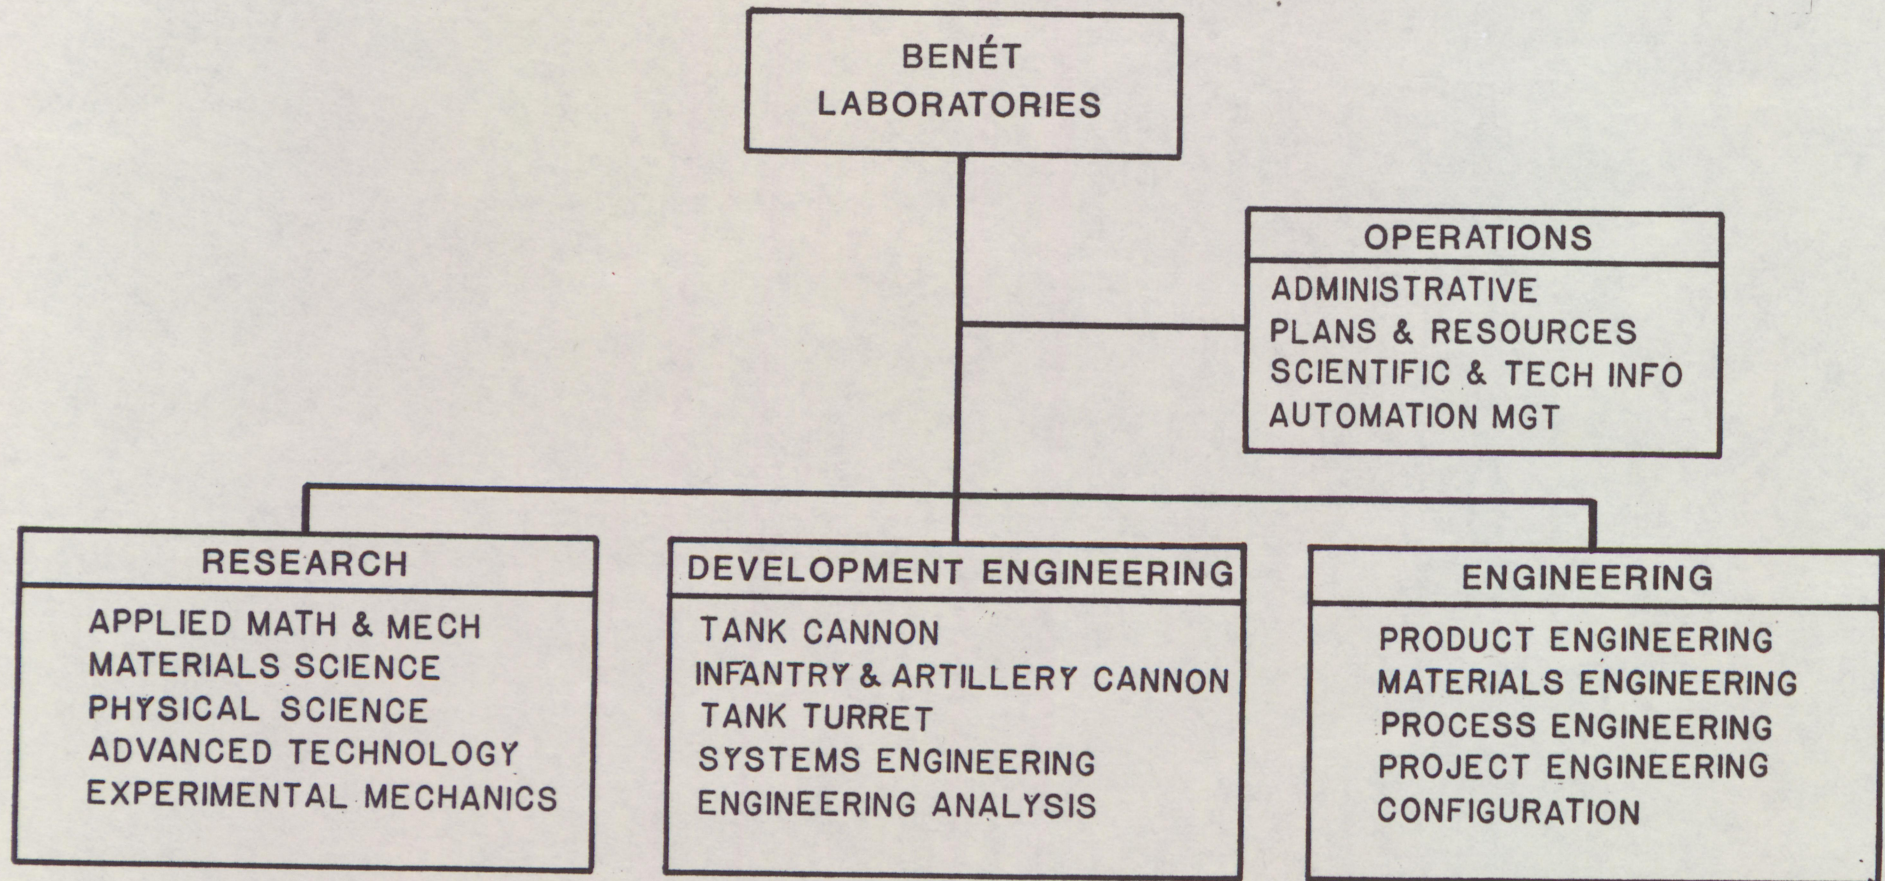 BENÉT
LABORATORIES
OPERATIONS
ADMINISTRATIVE
PLANS & RESOURCES
SCIENTIFIC & TECH INFO
AUTOMATION MGT
RESEARCH
APPLIED MATH & MECH
MATERIALS SCIENCE
PHYSICAL SCIENCE
ADVANCED TECHNOLOGY
EXPERIMENTAL MECHANICS
DEVELOPMENT ENGINEERING
TANK CANNON
INFANTRY & ARTILLERY CANNON
TANK TURRET
SYSTEMS ENGINEERING
ENGINEERING ANALYSIS
ENGINEERING
PRODUCT ENGINEERING
MATERIALS ENGINEERING
PROCESS ENGINEERING
PROJECT ENGINEERING
CONFIGURATION